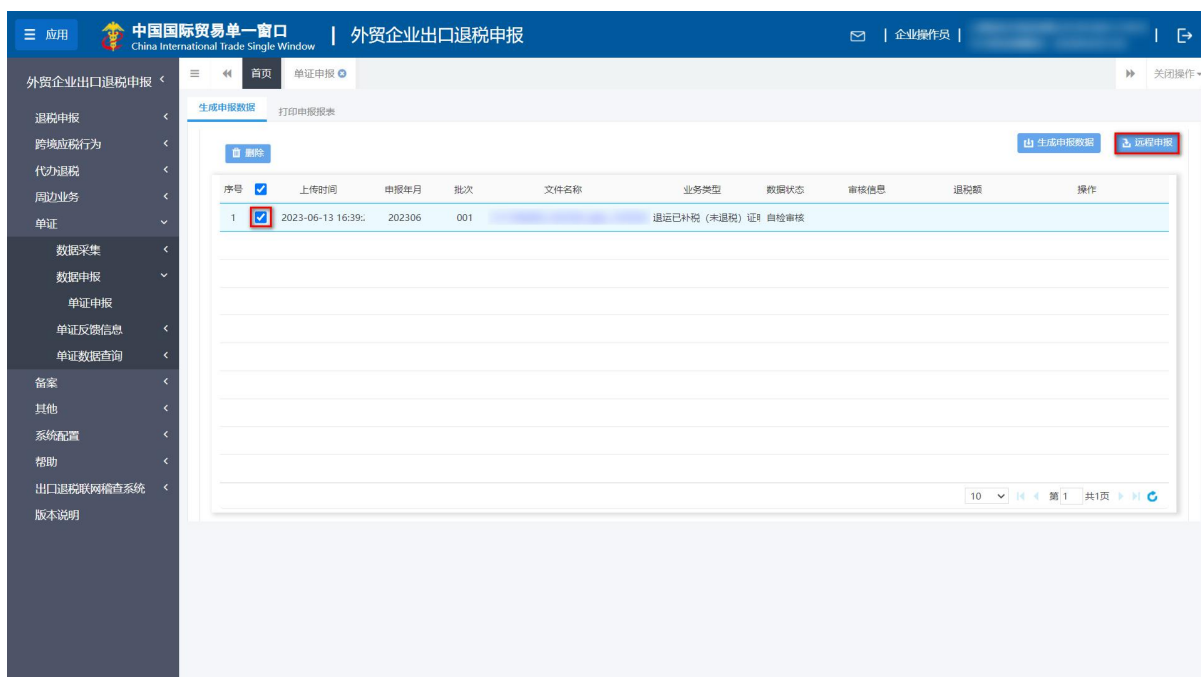 应用
中国国际贸易单一窗口
China International Trade Single Window
外贸企业出口退税申报
企业操作员
外贸企业出口退税申报
首页
单证申报
关闭操作
退税申报
跨境应税行为
代办退税
周边业务
单证
数据采集
数据申报
单证申报
单证反馈信息
单证数据查询
备案
其他
系统配置
帮助
出口退税联网稽查系统
版本说明
生成申报数据 打印申报报表
删除
生成申报数据 远程申报
序号 上传时间 申报年月 批次 文件名称 业务类型 数据状态 审核信息 退税额 操作
1 2023-06-13 16:39:. 202306 001 退运已补税（未退税）证 自检审核
10 第 1 共1页